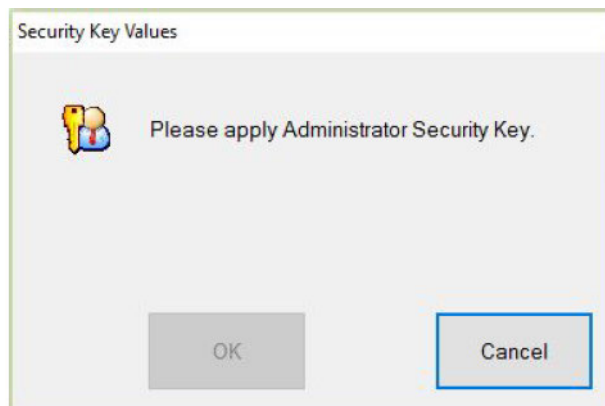 Security Key Values
Please apply Administrator Security Key.
OK
Cancel